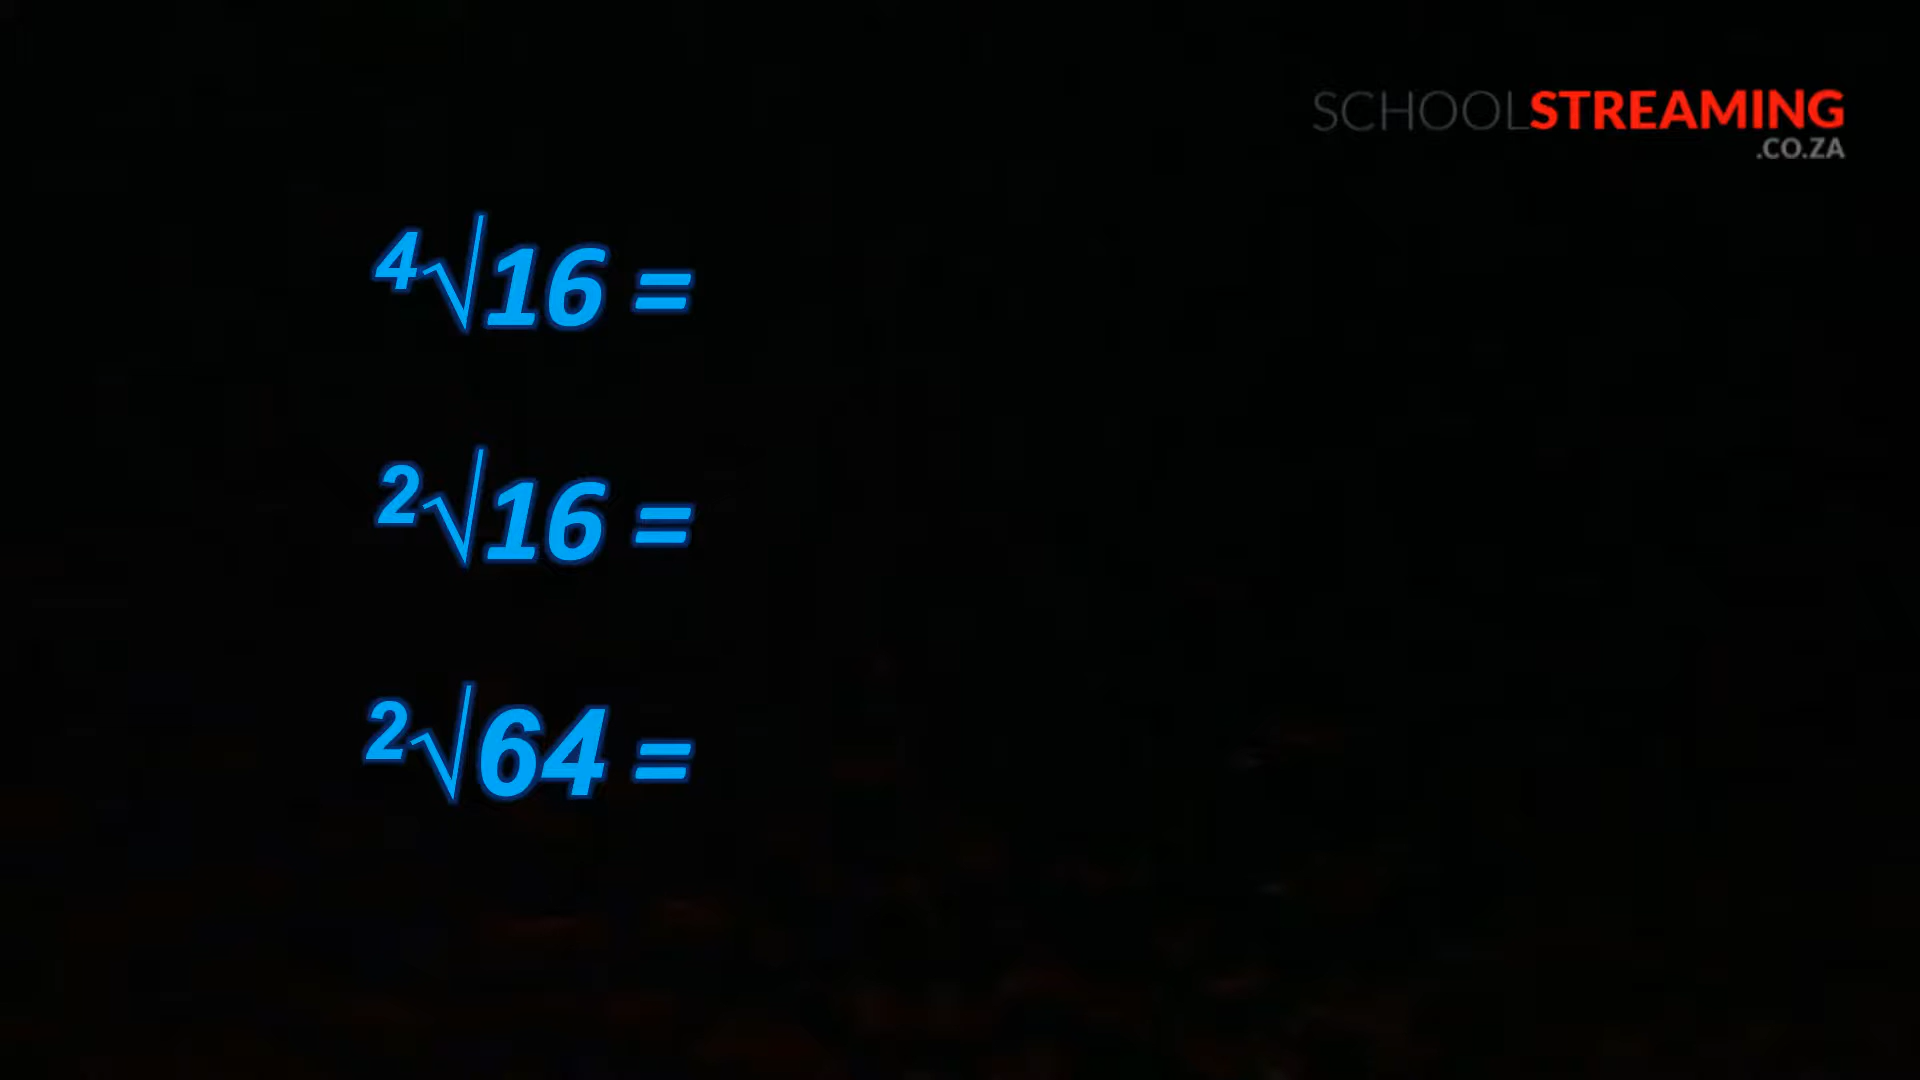 SCHOOLSTREAMING
.CO.ZA
⁴√16 =
²√16 =
²√64 =